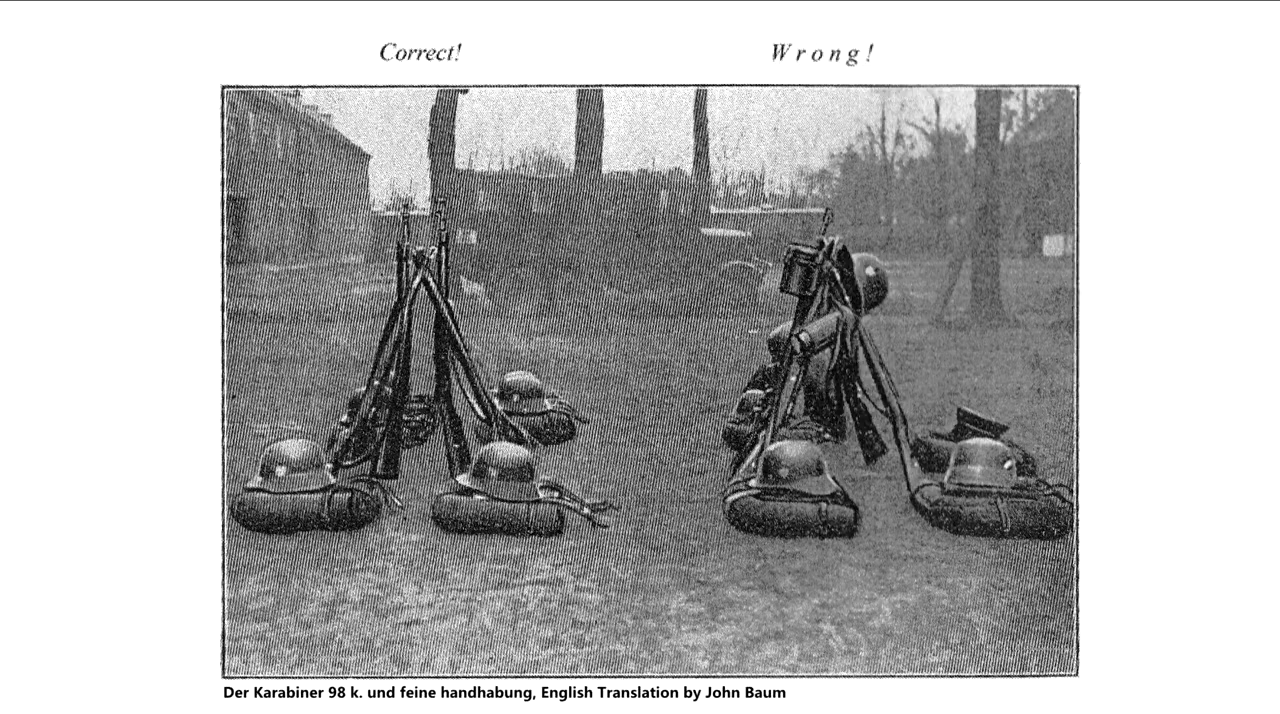 Correct!
Wrong!
Der Karabiner 98 k. und feine handhabung, English Translation by John Baum